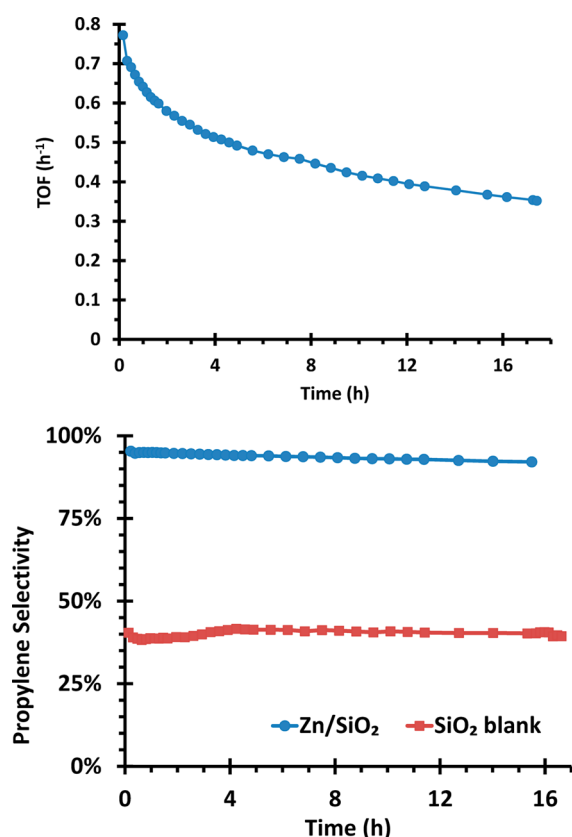 0.8
0.7
0.6
0.5
0.4
0.3
0.2
0.1
0
TOF (h⁻¹)
0 4 8 12 16
Time (h)
100%
75%
50%
25%
0%
Propylene Selectivity
Zn/SiO₂ SiO₂ blank
0 4 8 12 16
Time (h)